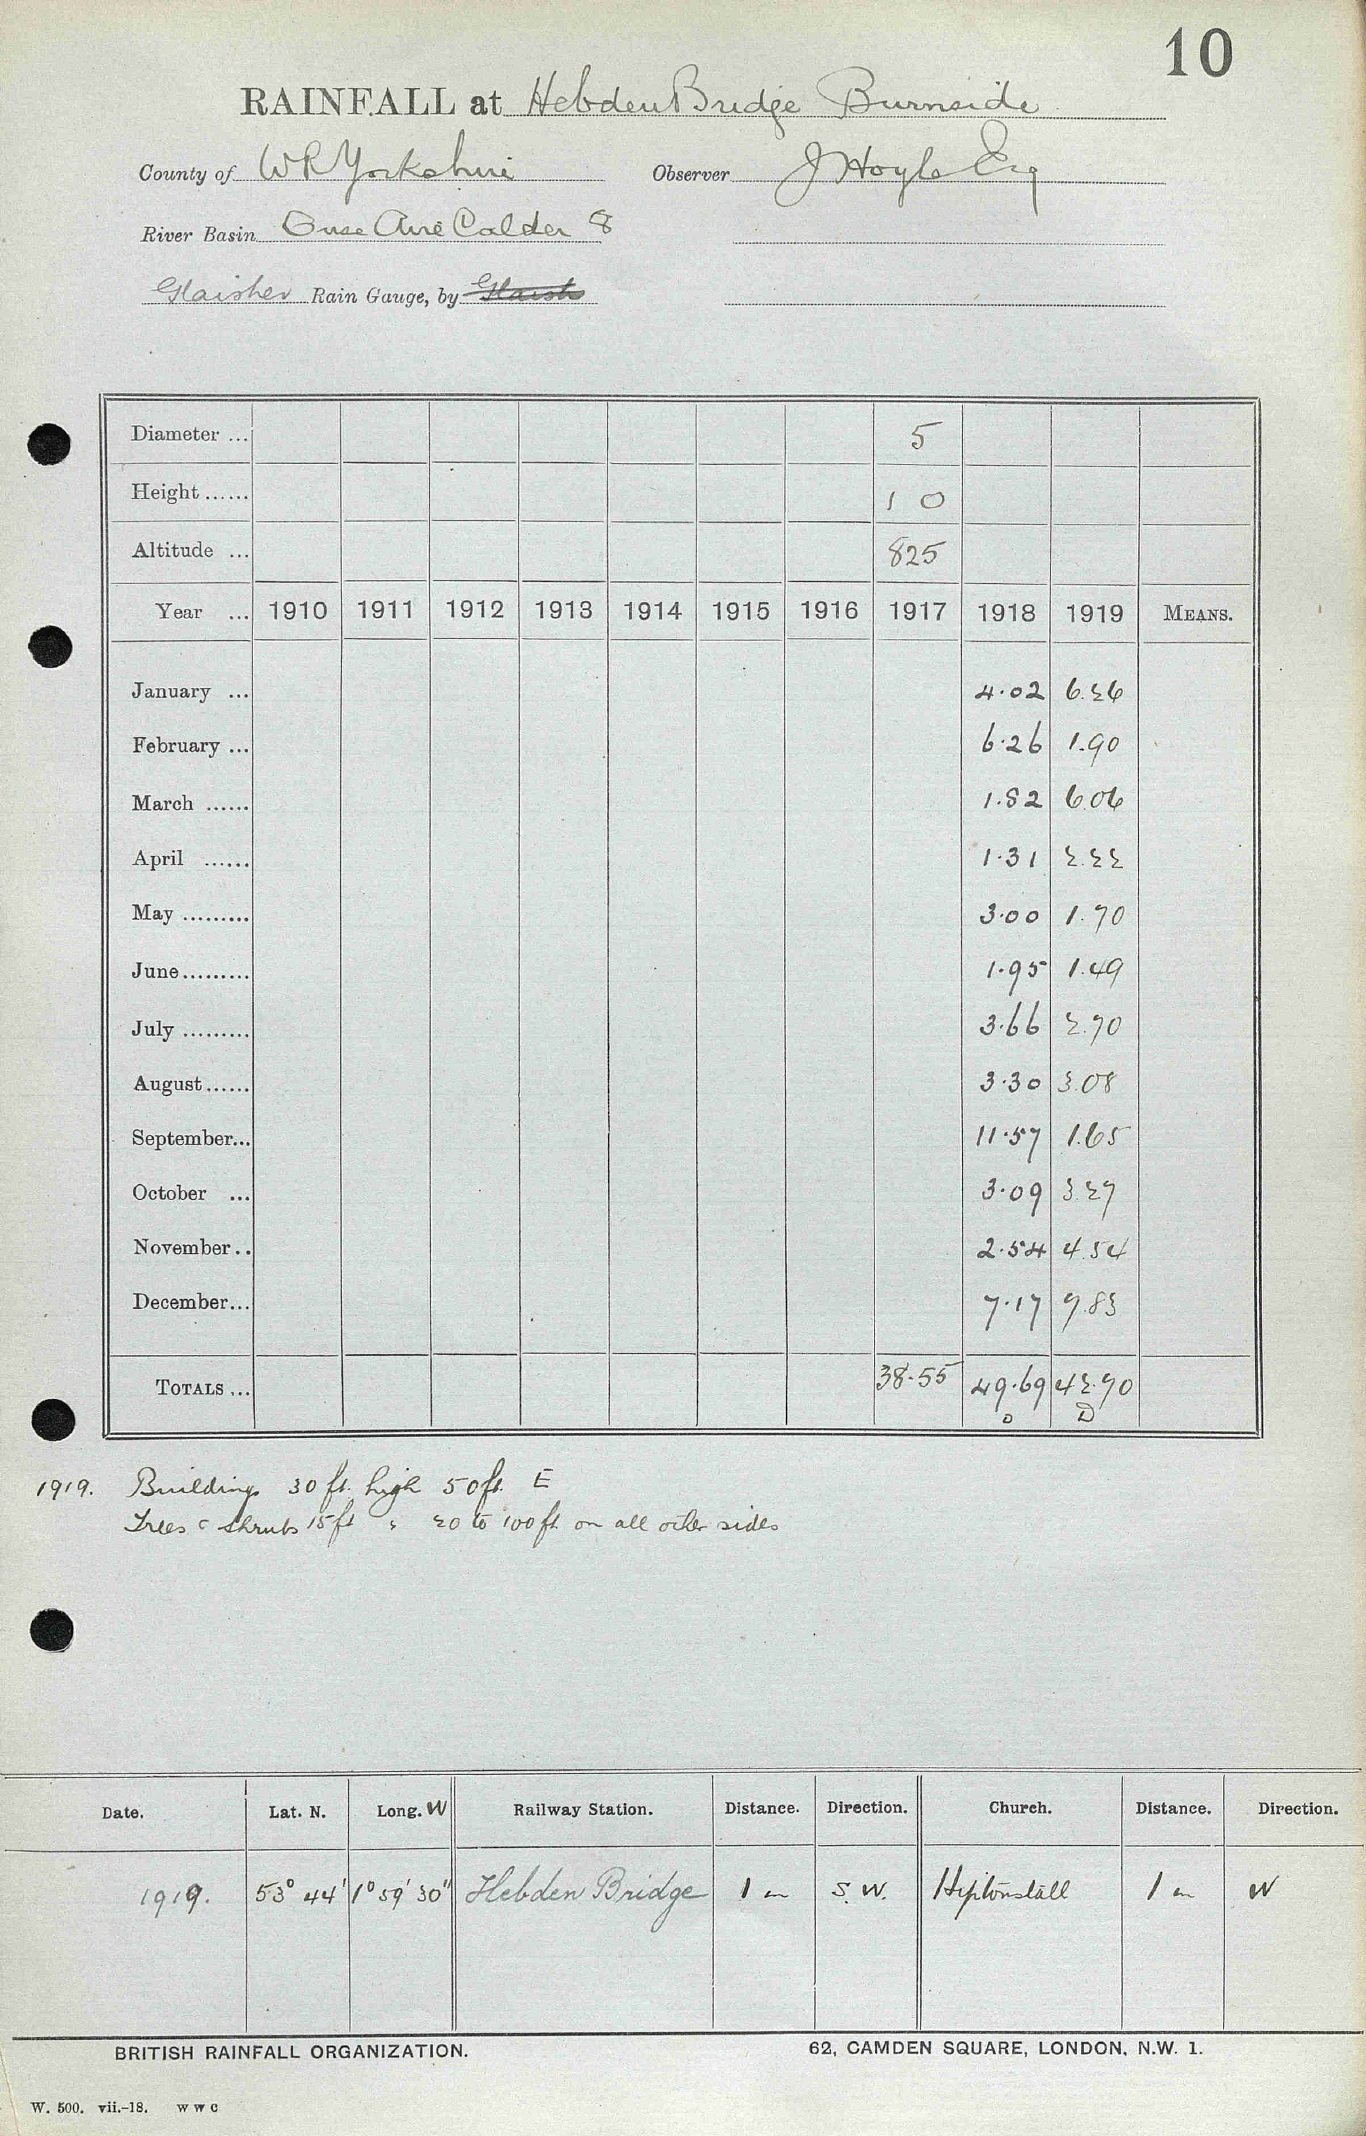 10
RAINFALL at Hebden Bridge Burnside
County of W R Yorkshire Observer J Hoyle Esq
River Basin Ouse Aire Calder 8
Glaisher Rain Gauge, by Glaish
Diameter ... 5
Height ...... 1 0
Altitude ... 825
Year ... 1910 1911 1912 1913 1914 1915 1916 1917 1918 1919 MEANS.
January ... 4.02 6.26
February ... 6.26 1.90
March ...... 1.82 6.06
April ...... 1.31 2.22
May ......... 3.00 1.70
June......... 1.95 1.49
July ......... 3.66 2.70
August...... 3.30 3.08
September... 11.57 1.65
October ... 3.09 3.27
November.. 2.54 4.54
December... 7.17 7.83
TOTALS ... 38.55 49.69 42.70
D D
1919. Buildings 30 ft. high 50 ft. E
Trees & Shrubs 15 ft " 20 to 100 ft on all other sides
Date. Lat. N. Long. W Railway Station. Distance. Direction. Church. Distance. Direction.
1919. 53° 44' 1° 59' 30" Hebden Bridge 1 m S.W. Heptonstall 1 m W
BRITISH RAINFALL ORGANIZATION. 62, CAMDEN SQUARE, LONDON, N.W. 1.
W. 500. vii.-18. W W C